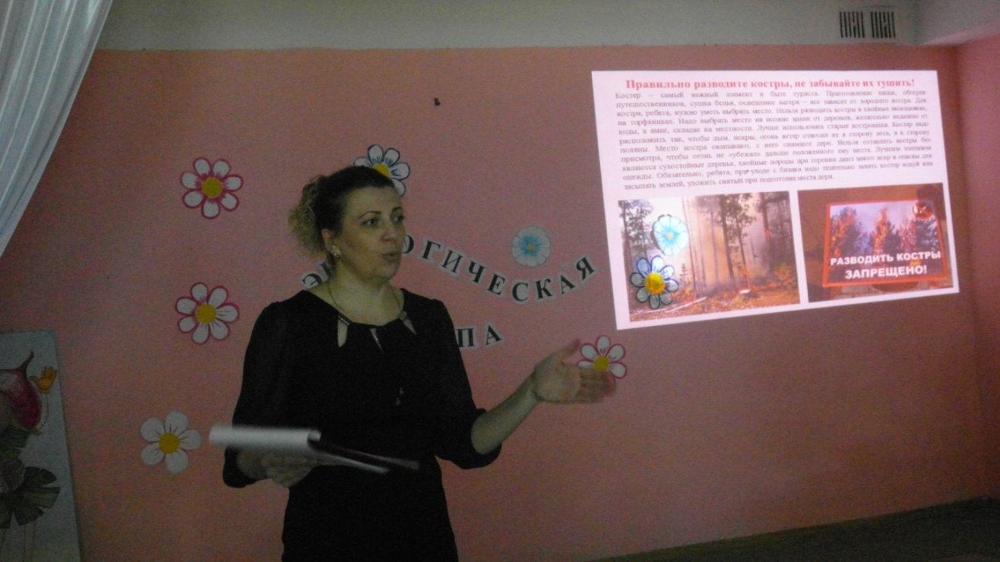 Правильно разводите костры, не забывайте их тушить!
Костер – самый важный элемент в быте туриста. Приготовление пищи, обогрев
путешественников, сушка белья, освещение лагеря – все зависит от хорошего костра. Для
костра, ребята, нужно уметь выбрать место. Нельзя разводить костры в хвойных молодняках,
на торфяниках. Надо выбрать место на поляне вдали от деревьев, желательно недалеко от
воды, в ямке, складке на местности. Лучше использовать старые костровища. Костер надо
расположить так, чтобы дым, искры, огонь ветер относил не в сторону леса, а в сторону
поляны. Место костра окапывают, с него снимают дерн. Нельзя оставлять костры без
присмотра, чтобы огонь не «убежал» дальше положенного ему места. Лучшим топливом
являются сухостойные деревья, хвойные породы при горении дают много искр и опасны для
одежды. Обязательно, ребята, при уходе с бивака надо тщательно залить костер водой или
засыпать землей, уложить снятый при подготовке места дерн.
РАЗВОДИТЬ КОСТРЫ
ЗАПРЕЩЕНО!
Э ОГИЧЕСКАЯ
ПА